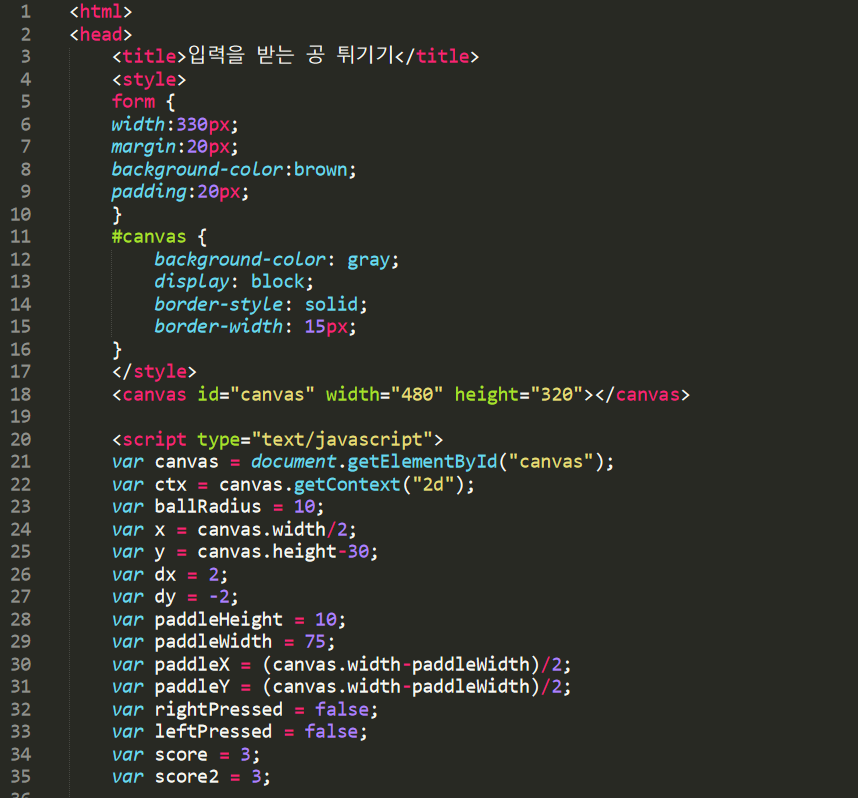 1 <html>
2 <head>
3 <title>입력을 받는 공 튀기기</title>
4 <style>
5 form {
6 width:330px;
7 margin:20px;
8 background-color:brown;
9 padding:20px;
10 }
11 #canvas {
12 background-color: gray;
13 display: block;
14 border-style: solid;
15 border-width: 15px;
16 }
17 </style>
18 <canvas id="canvas" width="480" height="320"></canvas>
19
20 <script type="text/javascript">
21 var canvas = document.getElementById("canvas");
22 var ctx = canvas.getContext("2d");
23 var ballRadius = 10;
24 var x = canvas.width/2;
25 var y = canvas.height-30;
26 var dx = 2;
27 var dy = -2;
28 var paddleHeight = 10;
29 var paddleWidth = 75;
30 var paddleX = (canvas.width-paddleWidth)/2;
31 var paddleY = (canvas.width-paddleWidth)/2;
32 var rightPressed = false;
33 var leftPressed = false;
34 var score = 3;
35 var score2 = 3;